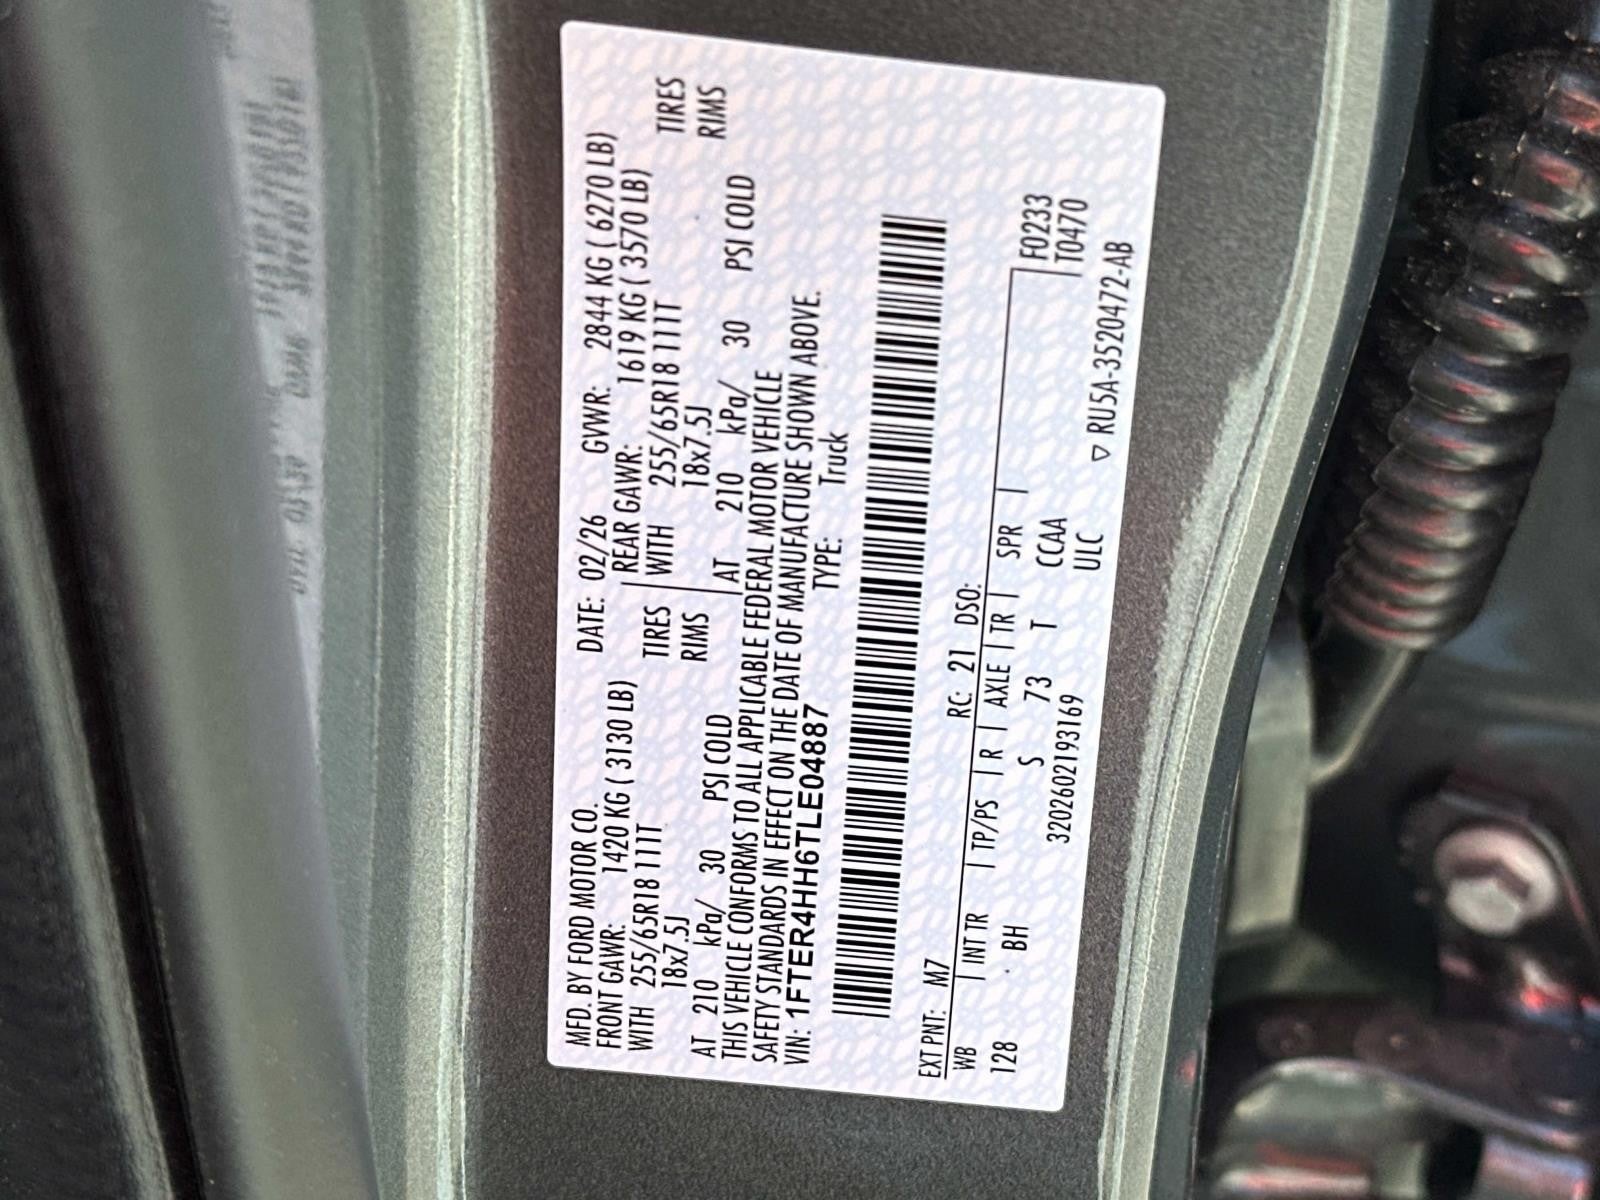 MFD. BY FORD MOTOR CO.
DATE: 02/26 GVWR: 2844 KG ( 6270 LB)
FRONT GAWR: 1420 KG ( 3130 LB) REAR GAWR: 1619 KG ( 3570 LB)
WITH 255/65R18 111T TIRES WITH 255/65R18 111T TIRES
18x7.5J RIMS 18x7.5J RIMS
AT 210 kPa/ 30 PSI COLD AT 210 kPa/ 30 PSI COLD
THIS VEHICLE CONFORMS TO ALL APPLICABLE FEDERAL MOTOR VEHICLE
SAFETY STANDARDS IN EFFECT ON THE DATE OF MANUFACTURE SHOWN ABOVE.
VIN: 1FTER4HH6TLE04887 TYPE: Truck
EXT PNT: M7 RC: 21 DSO:
WB INT TR TP/PS R AXLE TR SPR
128 BH S 73 T CCAA
F0233
T0470
3202602193169 ULC
▽ RU5A-3520472-AB